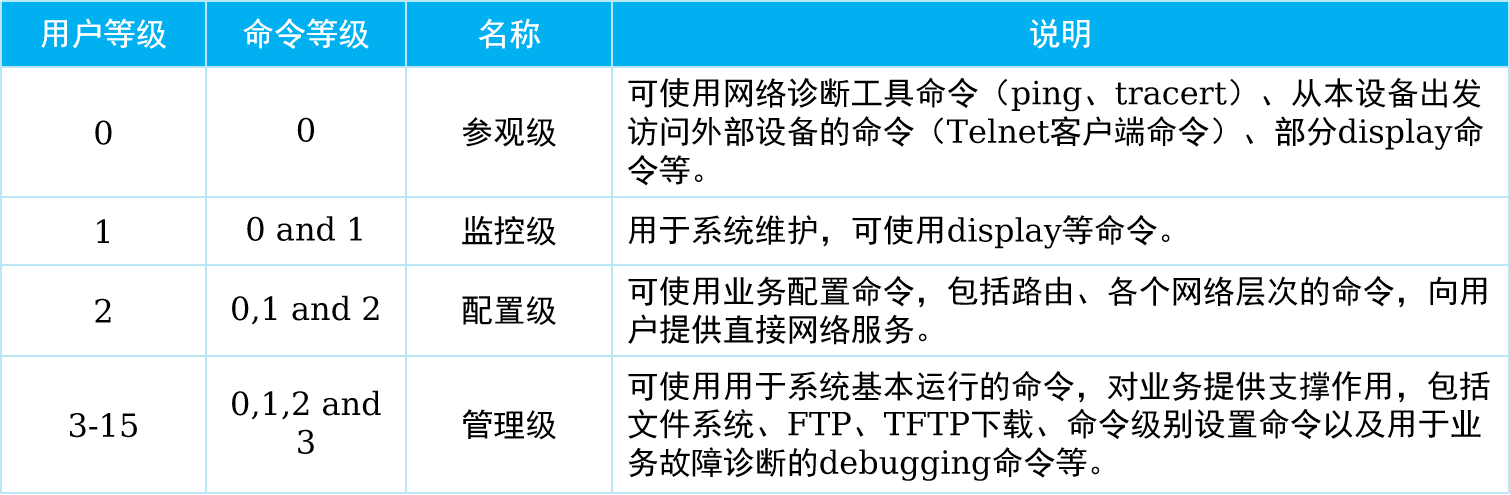 用户等级 命令等级 名称 说明
0 0 参观级 可使用网络诊断工具命令（ping、tracert）、从本设备出发
访问外部设备的命令（Telnet客户端命令）、部分display命
令等。
1 0 and 1 监控级 用于系统维护，可使用display等命令。
2 0,1 and 2 配置级 可使用业务配置命令，包括路由、各个网络层次的命令，向用
户提供直接网络服务。
3-15 0,1,2 and
3 管理级 可使用用于系统基本运行的命令，对业务提供支撑作用，包括
文件系统、FTP、TFTP下载、命令级别设置命令以及用于业
务故障诊断的debugging命令等。